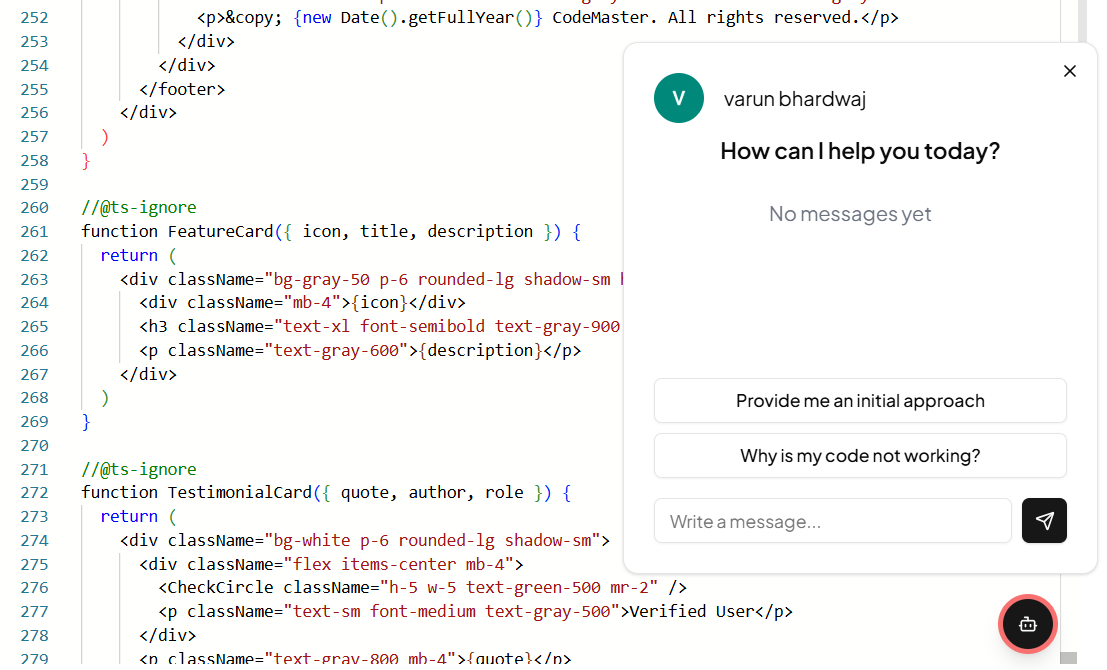 252 <p>&copy; {new Date().getFullYear()} CodeMaster. All rights reserved.</p>
253 </div>
254 </div>
255 </footer>
256 </div>
257 )
258 }
259
260 //@ts-ignore
261 function FeatureCard({ icon, title, description }) {
262 return (
263 <div className="bg-gray-50 p-6 rounded-lg shadow-sm
264 <div className="mb-4">{icon}</div>
265 <h3 className="text-xl font-semibold text-gray-900
266 <p className="text-gray-600">{description}</p>
267 </div>
268 )
269 }
270
271 //@ts-ignore
272 function TestimonialCard({ quote, author, role }) {
273 return (
274 <div className="bg-white p-6 rounded-lg shadow-sm">
275 <div className="flex items-center mb-4">
276 <CheckCircle className="h-5 w-5 text-green-500 mr-2" />
277 <p className="text-sm font-medium text-gray-500">Verified User</p>
278 </div>
279 <p className="text-gray-800 mb-4">{quote}</p>
V
varun bhardwaj
How can I help you today?
No messages yet
Provide me an initial approach
Why is my code not working?
Write a message...